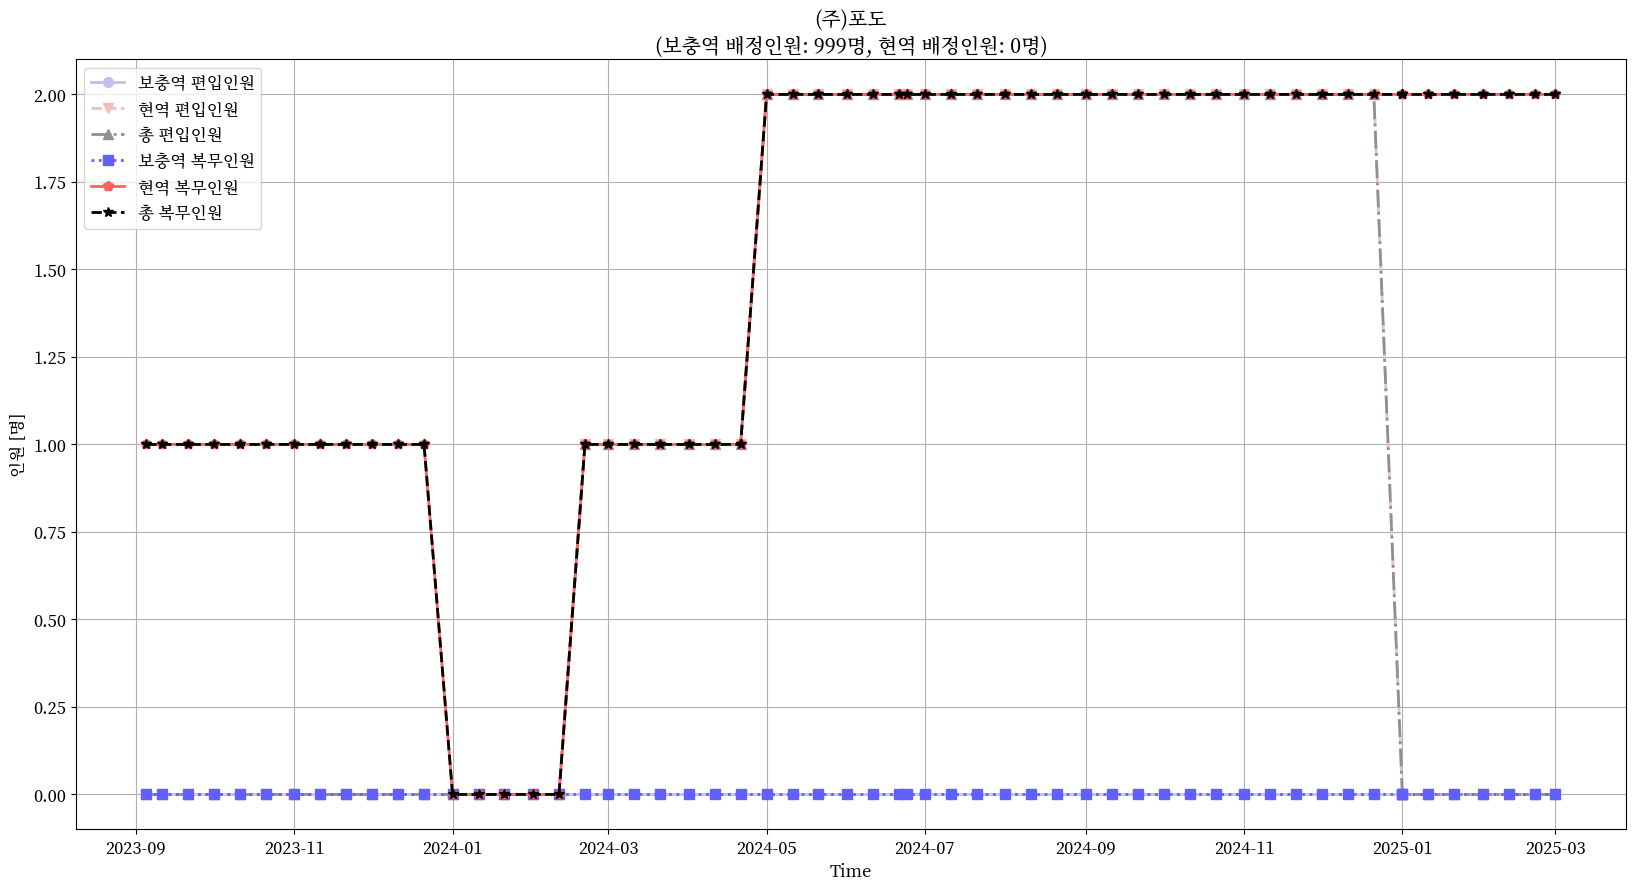 (주)포도
(보충역 배정인원: 999명, 현역 배정인원: 0명)
보충역 편입인원
현역 편입인원
총 편입인원
보충역 복무인원
현역 복무인원
총 복무인원
2.00
1.75
1.50
1.25
1.00
0.75
0.50
0.25
0.00
인원 [명]
2023-09
2023-11
2024-01
2024-03
2024-05
2024-07
2024-09
2024-11
2025-01
2025-03
Time